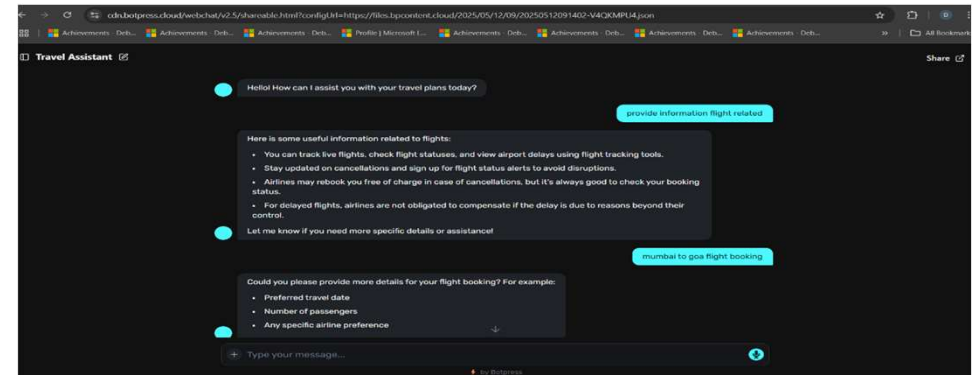 cdn.botpress.cloud/webchat/v2.5/shareable.html?configUrl=https://files.bpcontent.cloud/2025/05/12/09/20250512091402-V4QKMPU4.json
Achievements - Deb... Achievements - Deb... Achievements - Deb... Profile | Microsoft L... Achievements - Deb... Achievements - Deb... Achievements - Deb... Achievements - Deb... » All Bookmark
Travel Assistant Share
Hello! How can I assist you with your travel plans today?
provide information flight related
Here is some useful information related to flights:
• You can track live flights, check flight statuses, and view airport delays using flight tracking tools.
• Stay updated on cancellations and sign up for flight status alerts to avoid disruptions.
• Airlines may rebook you free of charge in case of cancellations, but it's always good to check your booking
status.
• For delayed flights, airlines are not obligated to compensate if the delay is due to reasons beyond their
control.
Let me know if you need more specific details or assistance!
mumbai to goa flight booking
Could you please provide more details for your flight booking? For example:
• Preferred travel date
• Number of passengers
• Any specific airline preference
Type your message...
by Botpress